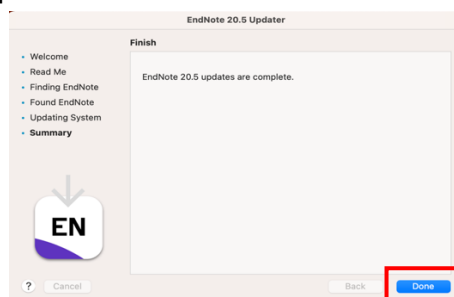 EndNote 20.5 Updater
Finish
Welcome
Read Me
Finding EndNote
Found EndNote
Updating System
Summary
EndNote 20.5 updates are complete.
EN
? Cancel Back Done